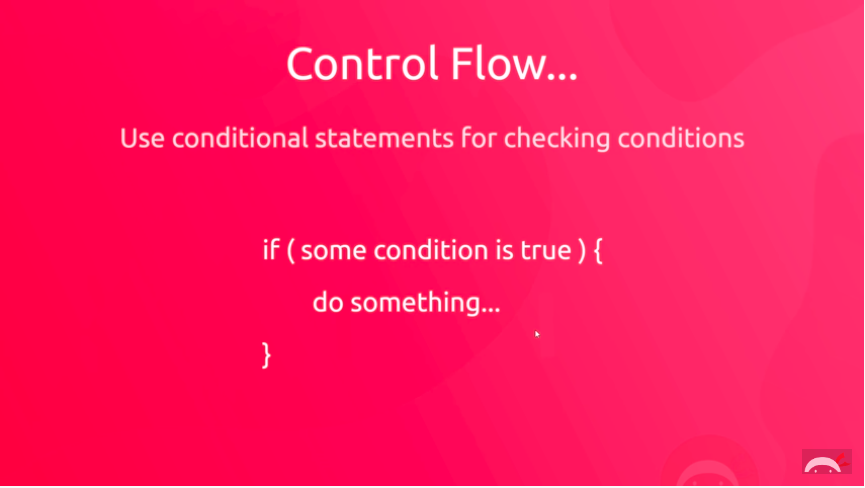 Control Flow...
Use conditional statements for checking conditions
if ( some condition is true ) {
do something...
}